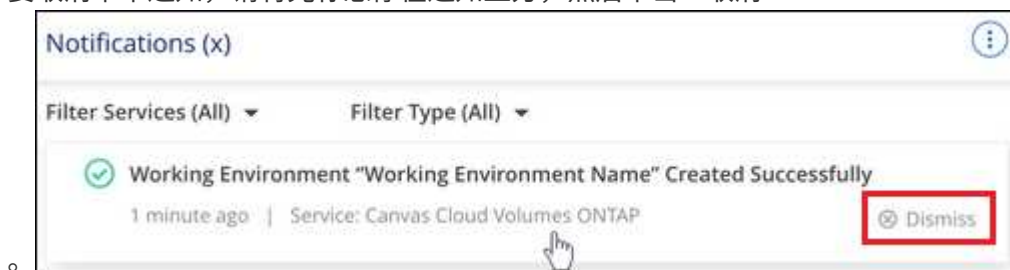 Notifications (x)
Filter Services (All) Filter Type (All)
Working Environment “Working Environment Name” Created Successfully
1 minute ago | Service: Canvas Cloud Volumes ONTAP Dismiss
。